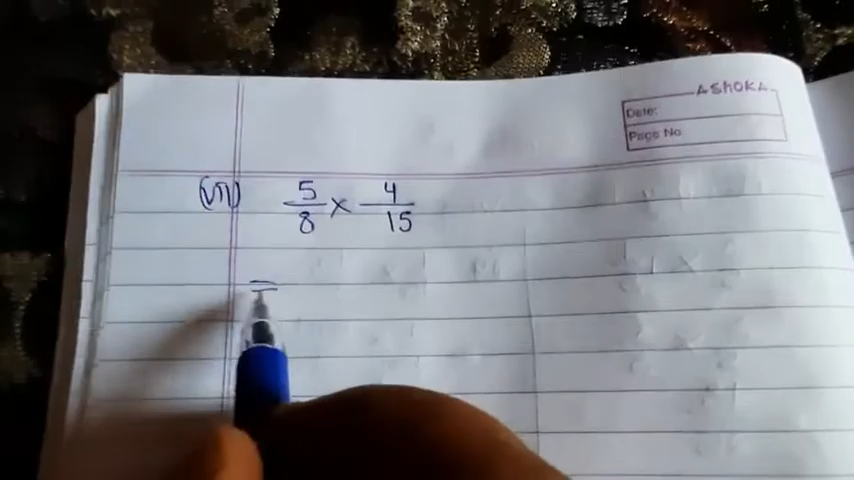 ASHOKA
Date:
Page No
(VII) 5/8 × 4/15
=